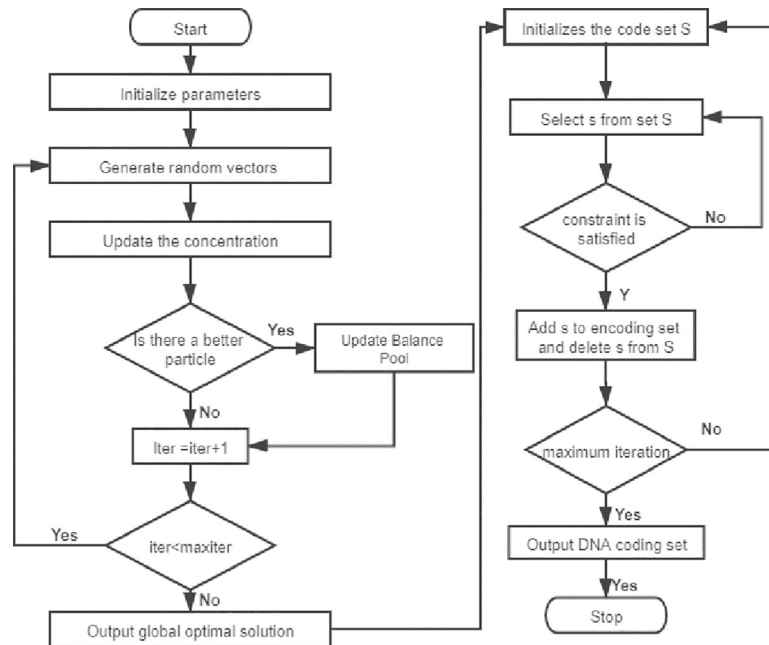 Start
Initialize parameters
Generate random vectors
Update the concentration
Is there a better
particle
Yes
Update Balance
Pool
No
Iter =iter+1
iter<maxiter
Yes
No
Output global optimal solution
Initializes the code set S
Select s from set S
constraint is
satisfied
No
Y
Add s to encoding set
and delete s from S
maximum iteration
No
Yes
Output DNA coding set
Yes
Stop